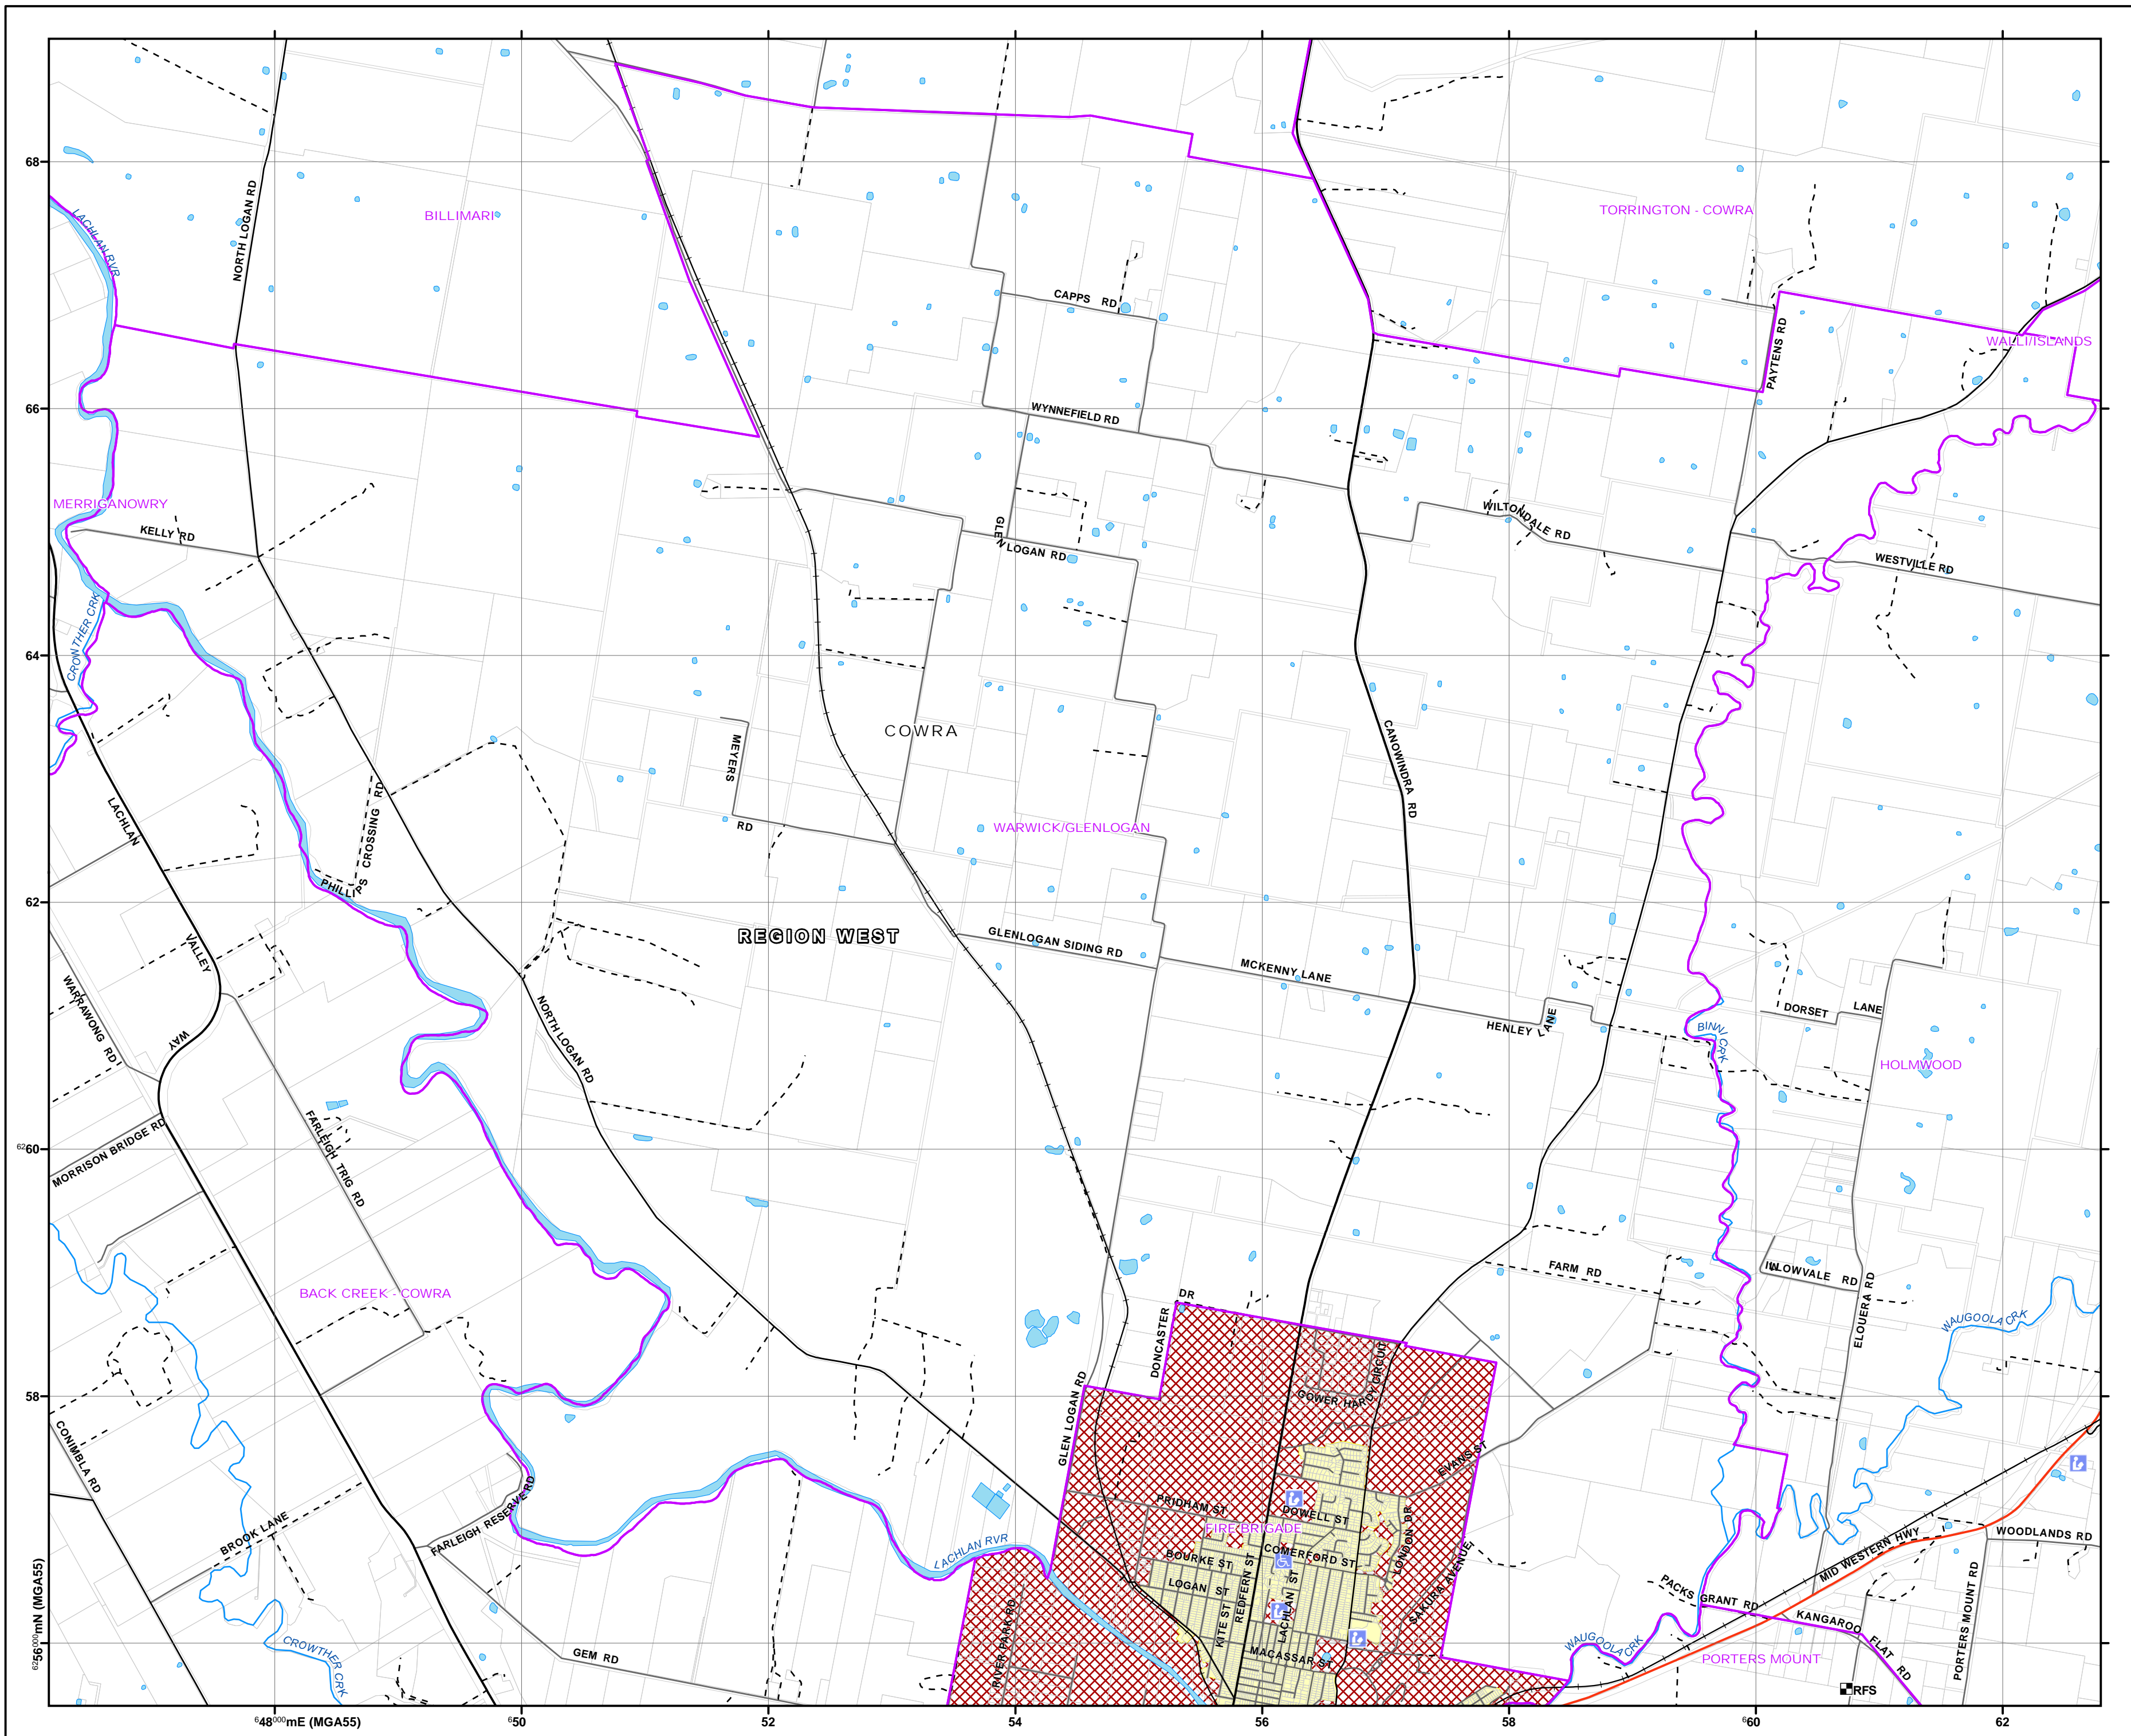 68
NORTH LOGAN RD
BILLIMARI
TORRINGTON - COWRA
LACHLAN RVR
CAPPS RD
PAYTENS RD
WALLI/ISLANDS
66
WYNNEFIELD RD
MERRIGANOWRY
KELLY RD
GLEN LOGAN RD
WILTONDALE RD
WESTVILLE RD
CROWTHER CRK
64
COWRA
MEYERS
RD
CANOWINDRA RD
LACHLAN
VALLEY
WAY
PHILLIPS CROSSING RD
WARWICK/GLENLOGAN
62
REGION WEST
GLENLOGAN SIDING RD
MCKENNY LANE
HENLEY LANE
WARRAWONG RD
NORTH LOGAN RD
DORSET LANE
BINNI CRK
HOLMWOOD
6260
MORRISON BRIDGE RD
FARLEIGH TRIG RD
FARM RD
WILLOWVALE RD
BACK CREEK - COWRA
DONCASTER DR
ELOUERA RD
WAUGOOLA CRK
58
GLEN LOGAN RD
GOWER HARDY CIRCUIT
CONIMBLA RD
EVANS ST
FARLEIGH RESERVE RD
PRIDHAM ST
DOWELL ST
FIRE BRIGADE
LONDON DR
BROOK LANE
LACHLAN RVR
BOURKE ST
COMERFORD ST
LOGAN ST
REDFERN ST
KITE ST
LACHLAN ST
SAKURA AVENUE
MACASSAR ST
RIVER PARK RD
MID WESTERN HWY
WOODLANDS RD
PACKS GRANT RD
KANGAROO FLAT RD
PORTERS MOUNT RD
WAUGOOLA CRK
PORTERS MOUNT
CROWTHER CRK
GEM RD
RFS
6256000mN (MGA55)
648000mE (MGA55)
650
52
54
56
58
660
62